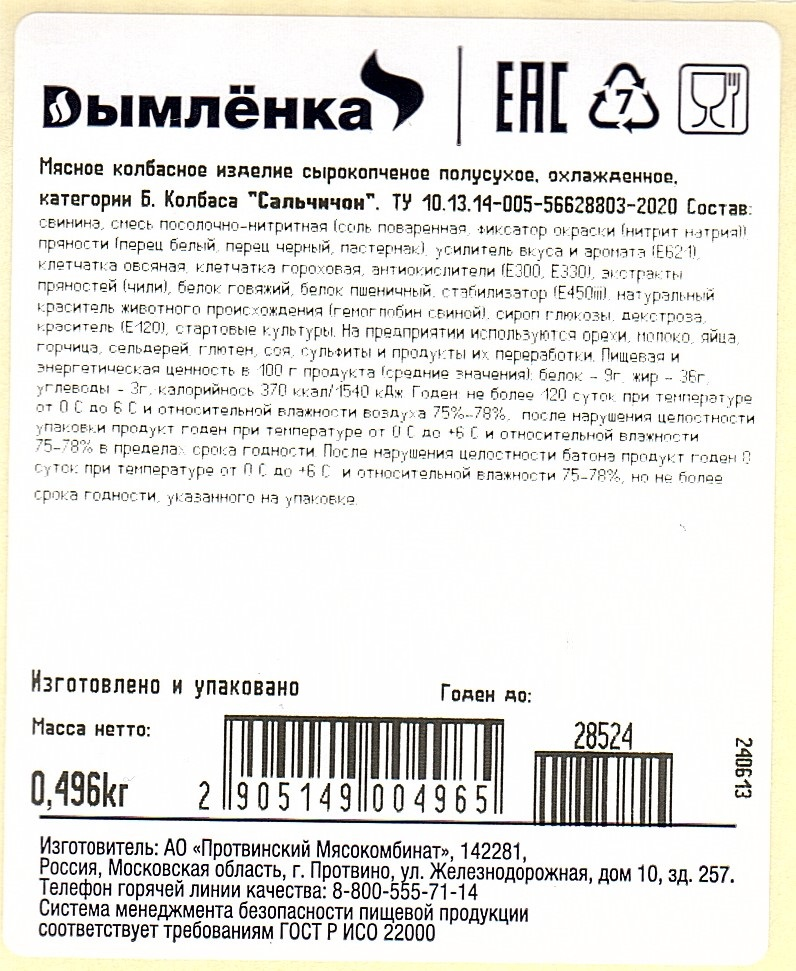 Дымлёнка
EAC
7
Мясное колбасное изделие сырокопченое полусухое, охлажденное,
категории Б. Колбаса "Сальчичон". ТУ 10.13.14-005-56628803-2020 Состав:
свинина, смесь посолочно-нитритная (соль поваренная, фиксатор окраски (нитрит натрия)),
пряности (перец белый, перец черный, пастернак), усилитель вкуса и аромата (Е621),
клетчатка овсяная, клетчатка гороховая, антиокислители (Е300, Е330), экстракты
пряностей (чили), белок говяжий, белок пшеничный, стабилизатор (Е450iii), натуральный
краситель животного происхождения (гемоглобин свиной), сироп глюкозы, декстроза,
краситель (Е120), стартовые культуры. На предприятии используются орехи, молоко, яйца,
горчица, сельдерей, глютен, соя, сульфиты и продукты их переработки. Пищевая и
энергетическая ценность в 100 г продукта (средние значения): белок - 9г, жир - 36г,
углеводы - 3г, калорийнось 370 ккал/1540 кДж. Годен не более 120 суток при температуре
от 0 С до 6 С и относительной влажности воздуха 75%-78%. после нарушения целостности
упаковки продукт годен при температуре от 0 С до +6 С и относительной влажности
75-78% в пределах срока годности. После нарушения целостности батона продукт годен
суток при температуре от 0 С до +6 С и относительной влажности 75-78%, но не более
срока годности, указанного на упаковке.
Изготовлено и упаковано
Годен до:
Масса нетто:
28524
240613
0,496кг
2 905149 004965
Изготовитель: АО «Протвинский Мясокомбинат», 142281,
Россия, Московская область, г. Протвино, ул. Железнодорожная, дом 10, зд. 257.
Телефон горячей линии качества: 8-800-555-71-14
Система менеджмента безопасности пищевой продукции
соответствует требованиям ГОСТ Р ИСО 22000